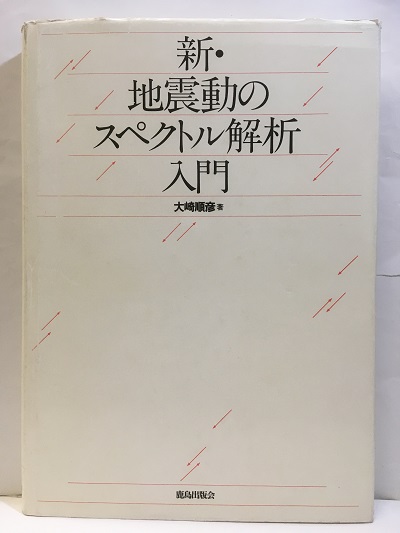 新・
地震動の
スペクトル解析
入門
大崎順彦 著
鹿島出版会